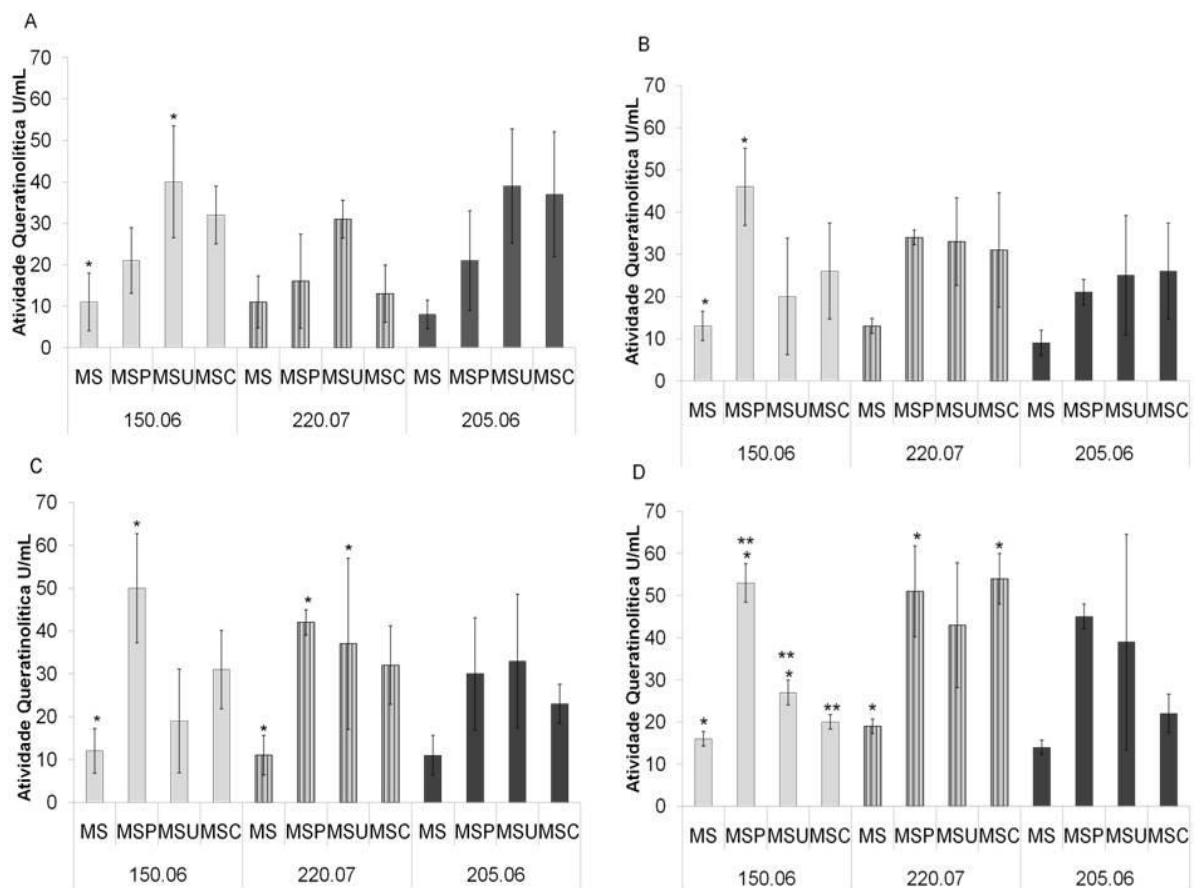 A
Atividade Queratinolítica U/mL
70
60
50
40
30
20
10
0
*
*
MS MSP MSU MSC MS MSP MSU MSC MS MSP MSU MSC
150.06 220.07 205.06
B
Atividade Queratinolítica U/mL
70
60
50
40
30
20
10
0
*
*
MS MSP MSU MSC MS MSP MSU MSC MS MSP MSU MSC
150.06 220.07 205.06
C
Atividade Queratinolítica U/mL
70
60
50
40
30
20
10
0
* * * * *
MS MSP MSU MSC MS MSP MSU MSC MS MSP MSU MSC
150.06 220.07 205.06
D
Atividade Queratinolítica U/mL
70
60
50
40
30
20
10
0
* ** * ** * ** * * *
MS MSP MSU MSC MS MSP MSU MSC MS MSP MSU MSC
150.06 220.07 205.06